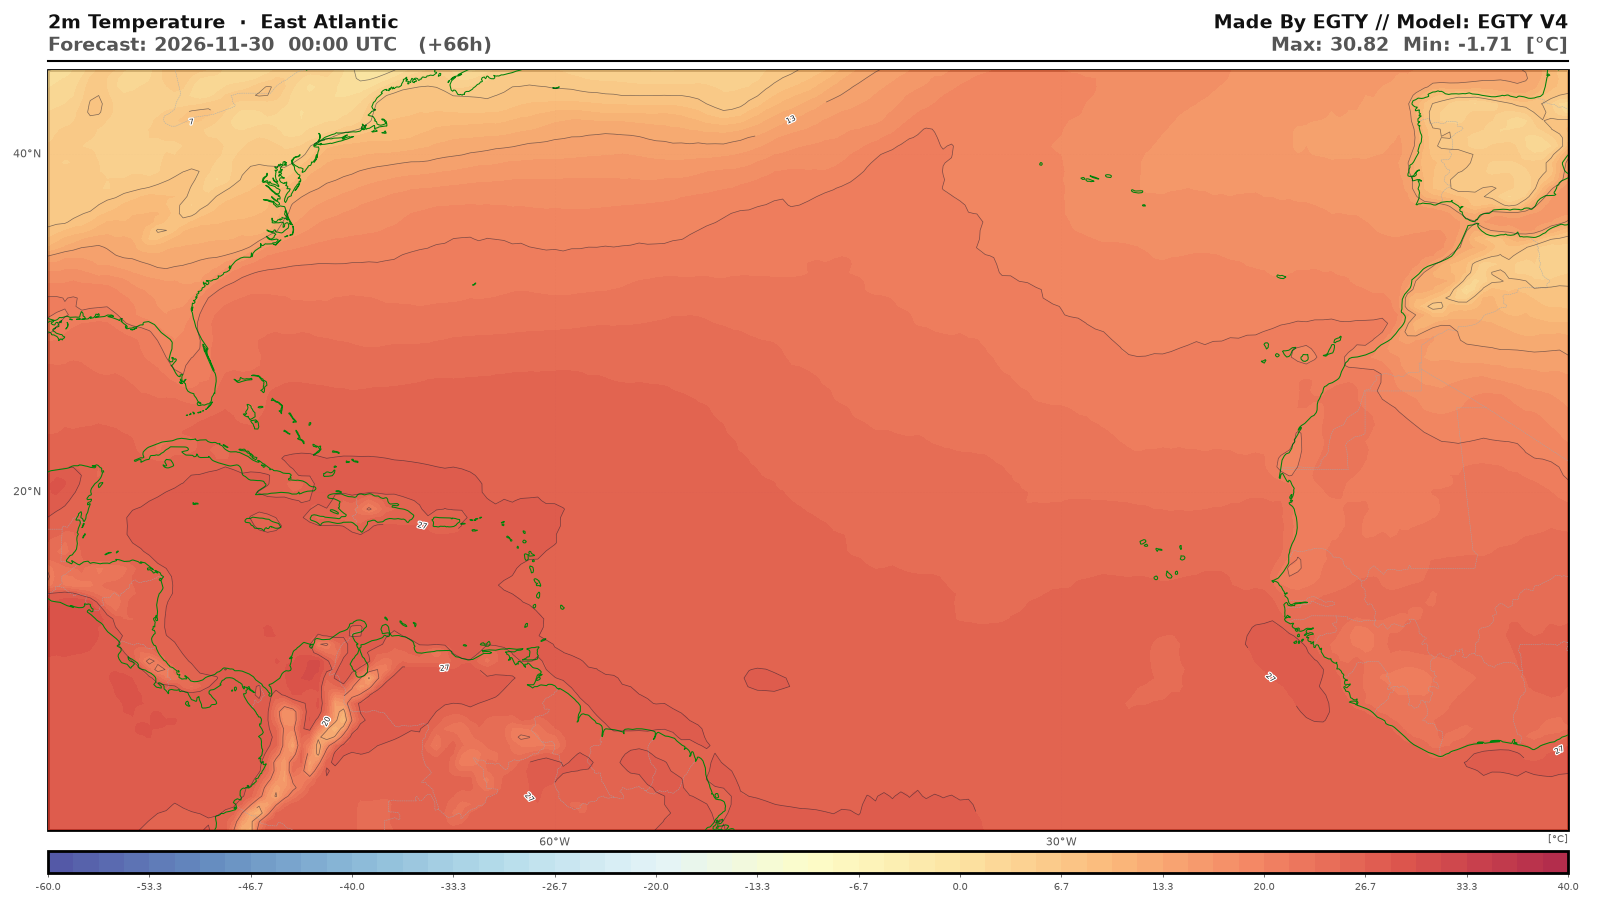 2m Temperature · East Atlantic
Made By EGTY // Model: EGTY V4
Forecast: 2026-11-30 00:00 UTC (+66h)
Max: 30.82 Min: -1.71 [°C]
7
13
40°N
20°N
27
27
27
20
27
27
60°W
30°W
[°C]
-60.0 -53.3 -46.7 -40.0 -33.3 -26.7 -20.0 -13.3 -6.7 0.0 6.7 13.3 20.0 26.7 33.3 40.0